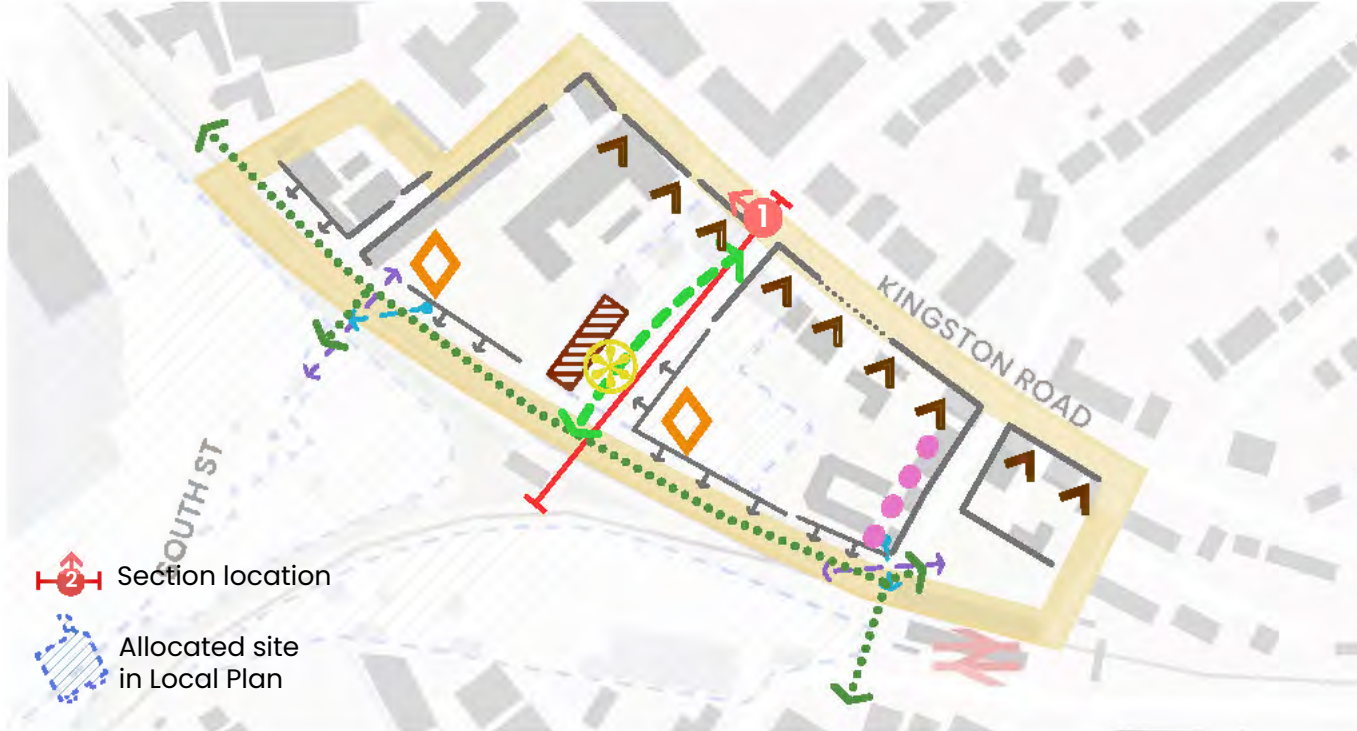 1
KINGSTON ROAD
SOUTH ST
2
Section location
Allocated site
in Local Plan